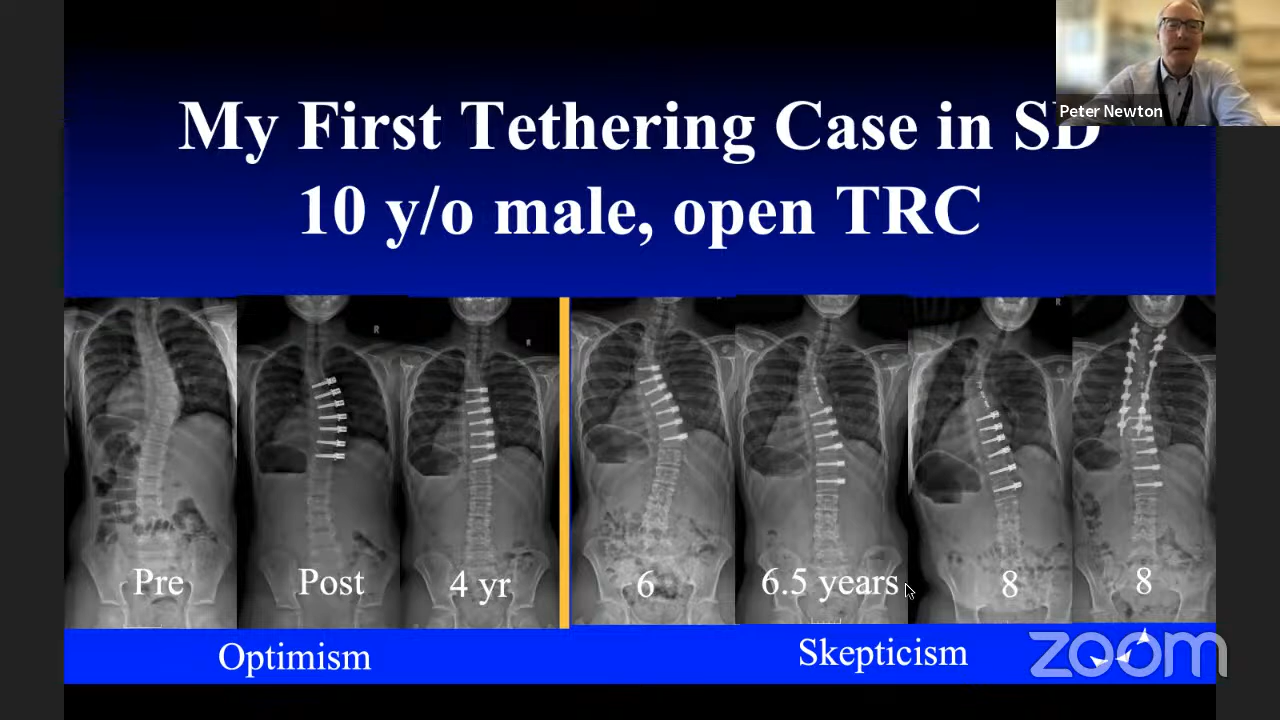 My First Tethering Case in SD
10 y/o male, open TRC
Peter Newton
R
R
R
Pre
Post
4 yr
6
6.5 years
8
8
Optimism
Skepticism
zoom